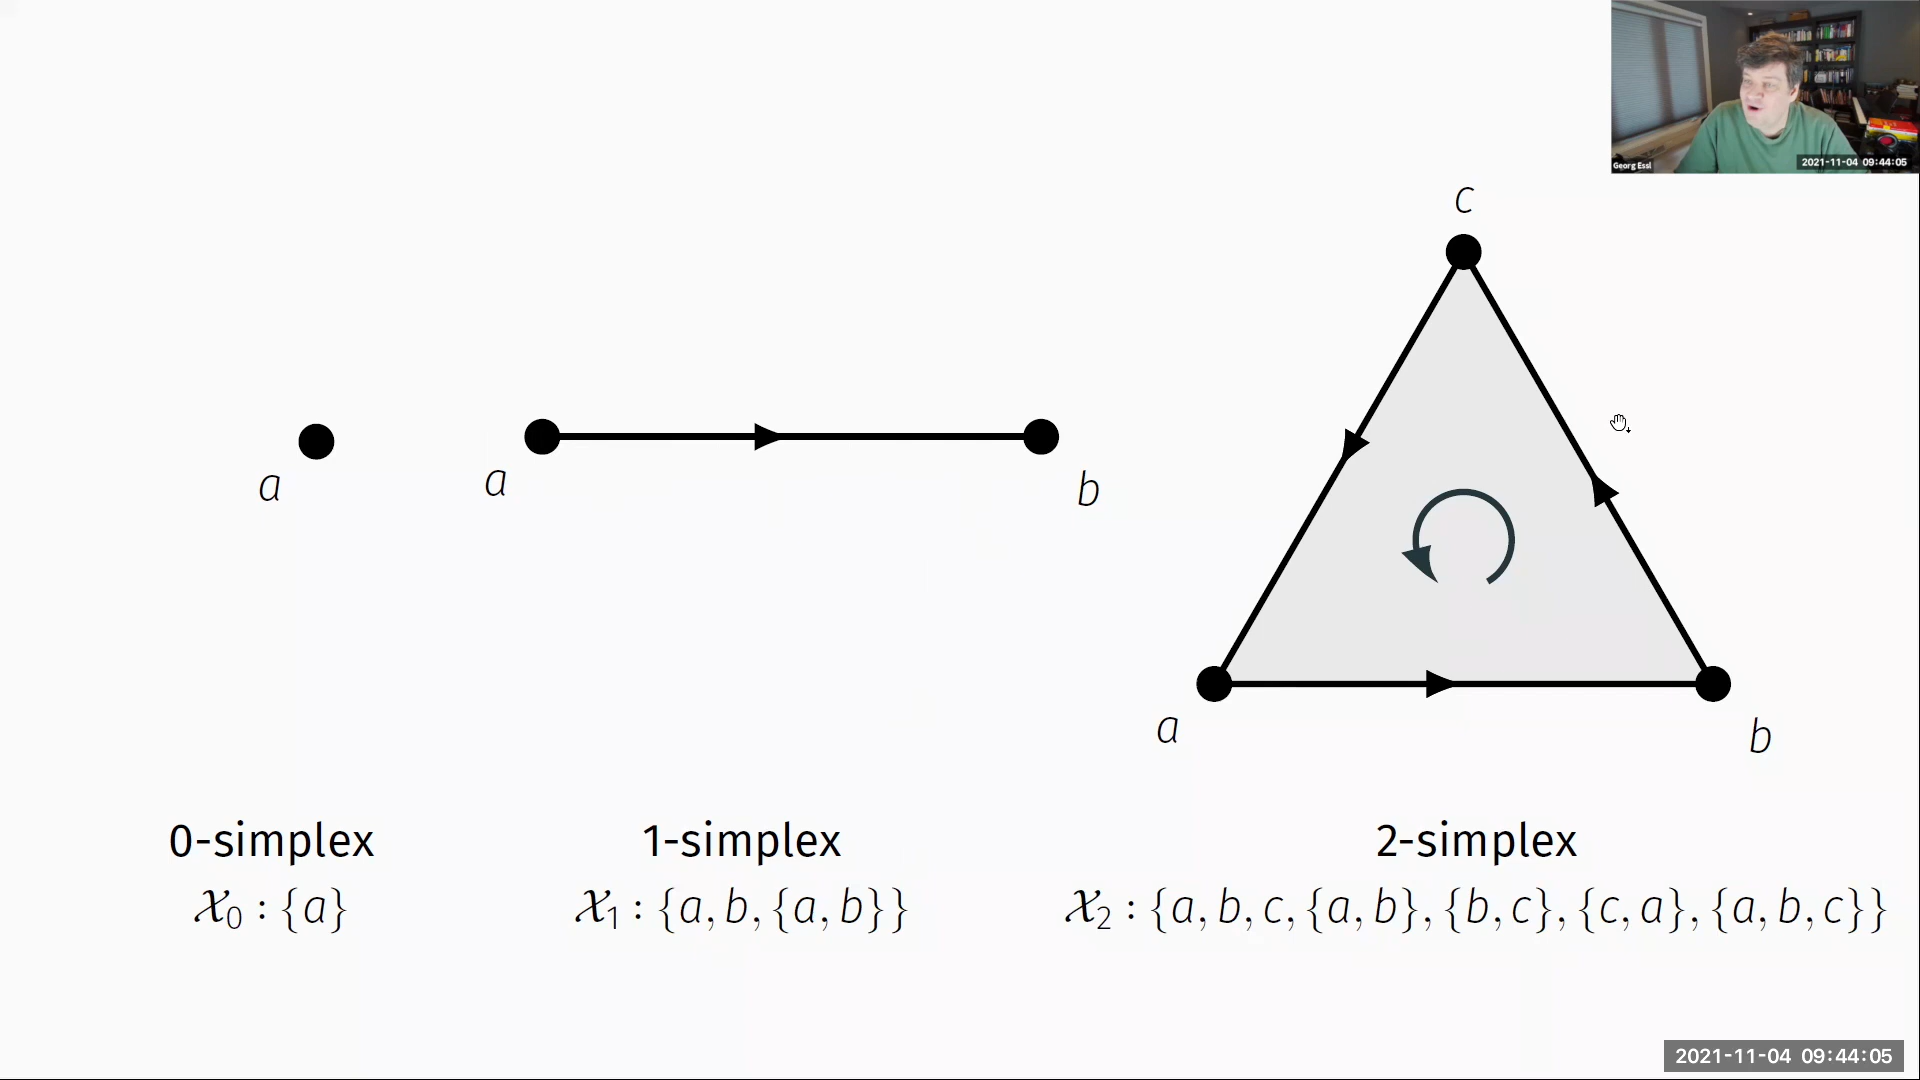 Georg Essl
2021-11-04 09:44:05
c
a
a
b
a
b
0-simplex
𝒳₀ : {a}
1-simplex
𝒳₁ : {a, b, {a, b}}
2-simplex
𝒳₂ : {a, b, c, {a, b}, {b, c}, {c, a}, {a, b, c}}
2021-11-04 09:44:05